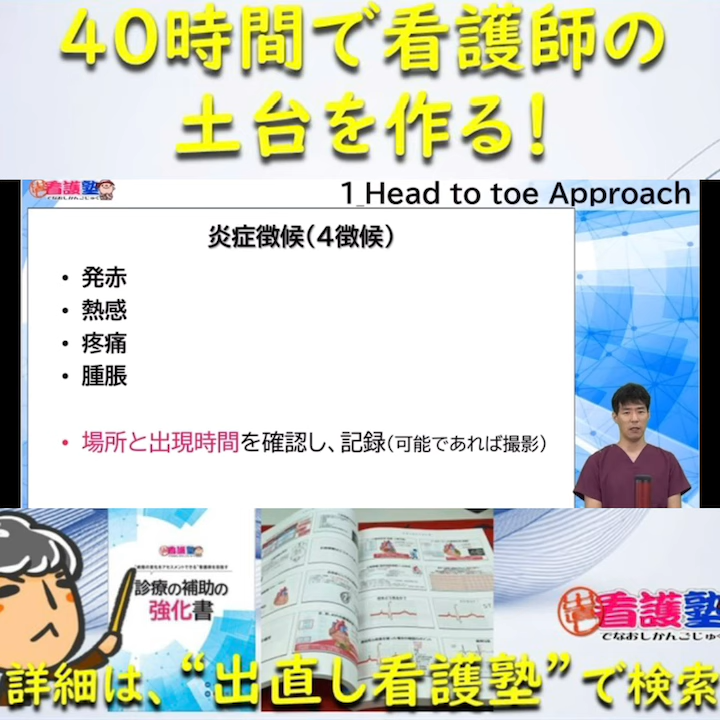 40時間で看護師の
土台を作る!
看護塾
1_Head to toe Approach
炎症徴候(4徴候)
• 発赤
• 熱感
• 疼痛
• 腫脹
• 場所と出現時間を確認し、記録(可能であれば撮影)
看護塾
診療の補助の
強化書
看護塾
でなおしかんごじゅく
詳細は、“出直し看護塾”で検索